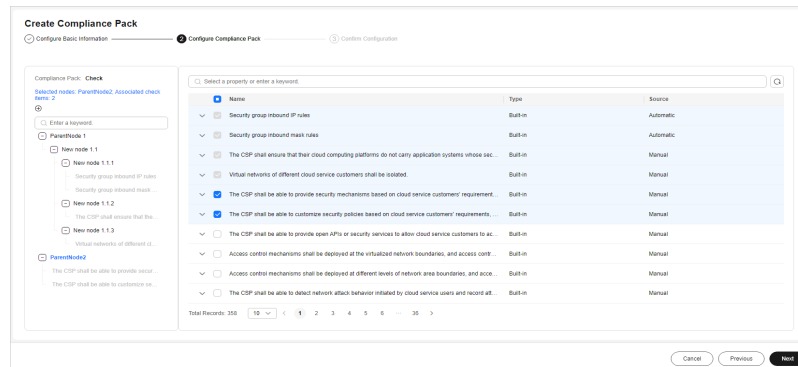 Create Compliance Pack
Configure Basic Information
2 Configure Compliance Pack
3 Confirm Configuration
Compliance Pack: Check
Selected nodes: ParentNode2; Associated check
items: 2
Enter a keyword.
ParentNode 1
New node 1.1
New node 1.1.1
Security group inbound IP rules
Security group inbound mask ...
New node 1.1.2
The CSP shall ensure that the...
New node 1.1.3
Virtual networks of different cl...
ParentNode2
The CSP shall be able to provide secur...
The CSP shall be able to customize se...
Select a property or enter a keyword.
Name Type Source
Security group inbound IP rules Built-in Automatic
Security group inbound mask rules Built-in Automatic
The CSP shall ensure that their cloud computing platforms do not carry application systems whose sec... Built-in Manual
Virtual networks of different cloud service customers shall be isolated. Built-in Manual
The CSP shall be able to provide security mechanisms based on cloud service customers' requirement... Built-in Manual
The CSP shall be able to customize security policies based on cloud service customers' requirements, ... Built-in Manual
The CSP shall be able to provide open APIs or security services to allow cloud service customers to ac... Built-in Manual
Access control mechanisms shall be deployed at the virtualized network boundaries, and access contr... Built-in Manual
Access control mechanisms shall be deployed at different levels of network area boundaries, and acce... Built-in Manual
The CSP shall be able to detect network attack behavior initiated by cloud service users and record att... Built-in Manual
Total Records: 358 10 < 1 2 3 4 5 6 ... 36 >
Cancel Previous Next